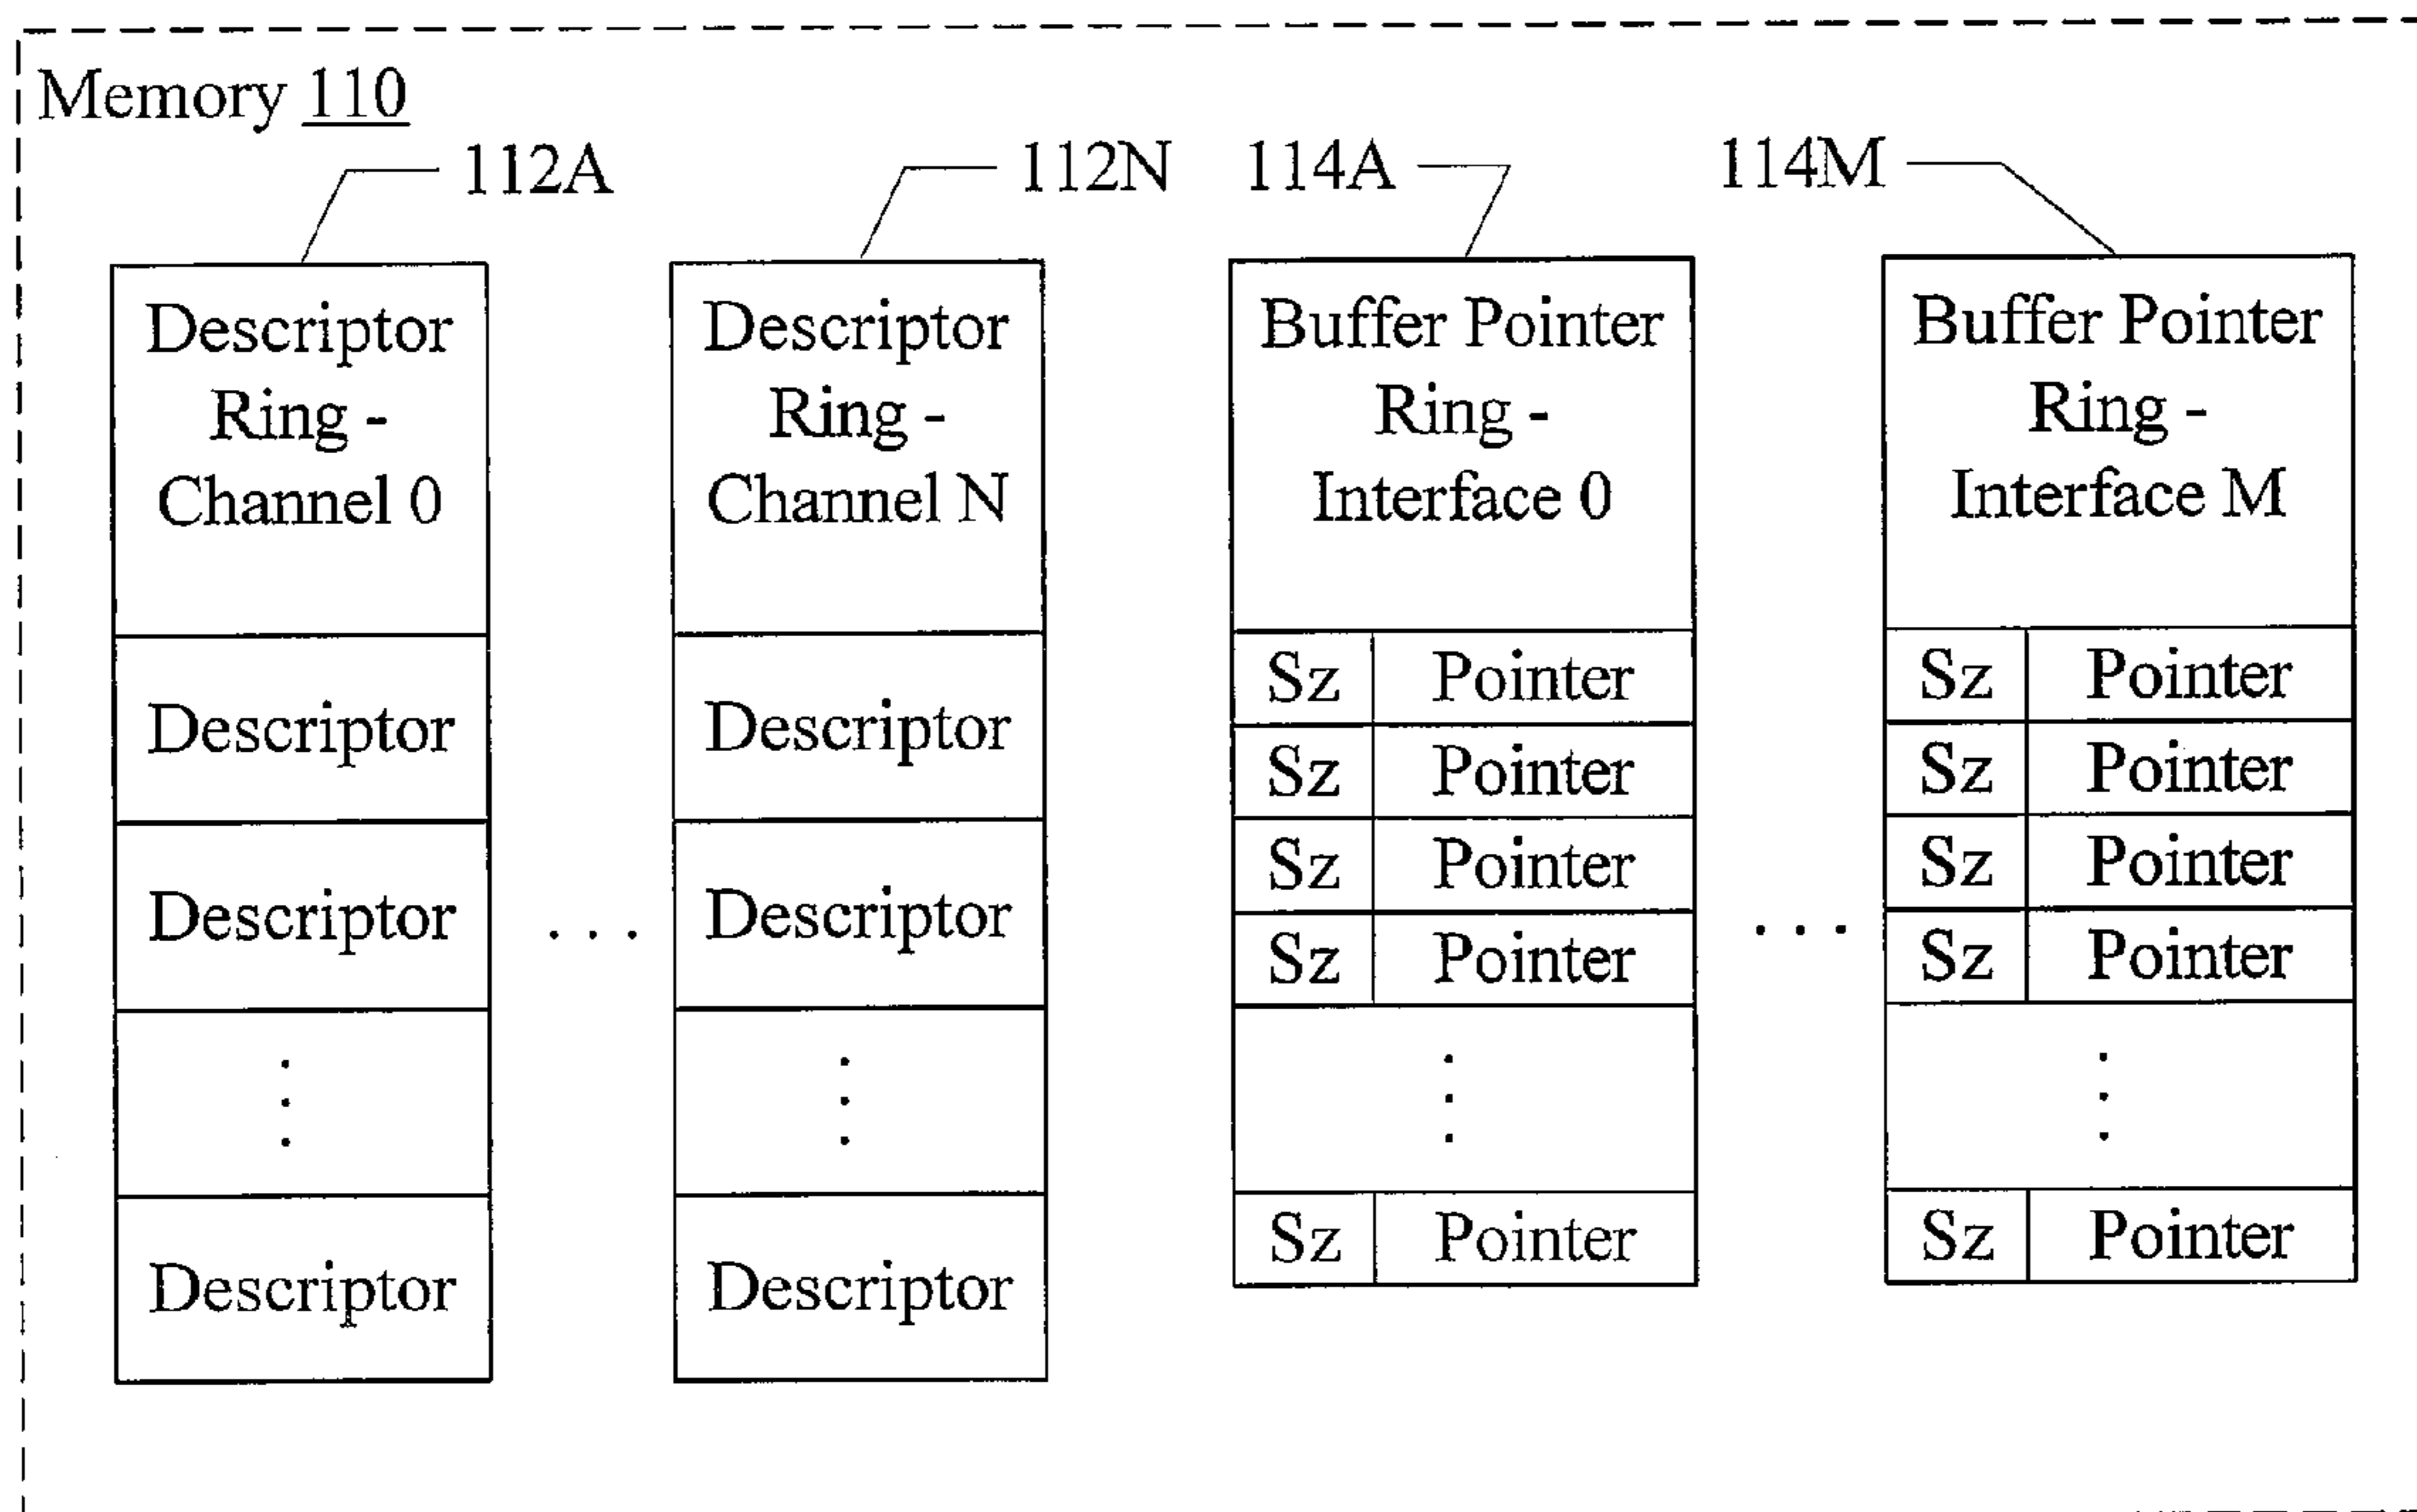 Memory 110
112A
112N
114A
114M
Descriptor
Ring -
Channel 0
Descriptor
Descriptor
.
.
.
Descriptor
. . .
Descriptor
Ring -
Channel N
Descriptor
Descriptor
.
.
.
Descriptor
Buffer Pointer
Ring -
Interface 0
Sz Pointer
Sz Pointer
Sz Pointer
Sz Pointer
.
.
.
Sz Pointer
. . .
Buffer Pointer
Ring -
Interface M
Sz Pointer
Sz Pointer
Sz Pointer
Sz Pointer
.
.
.
Sz Pointer